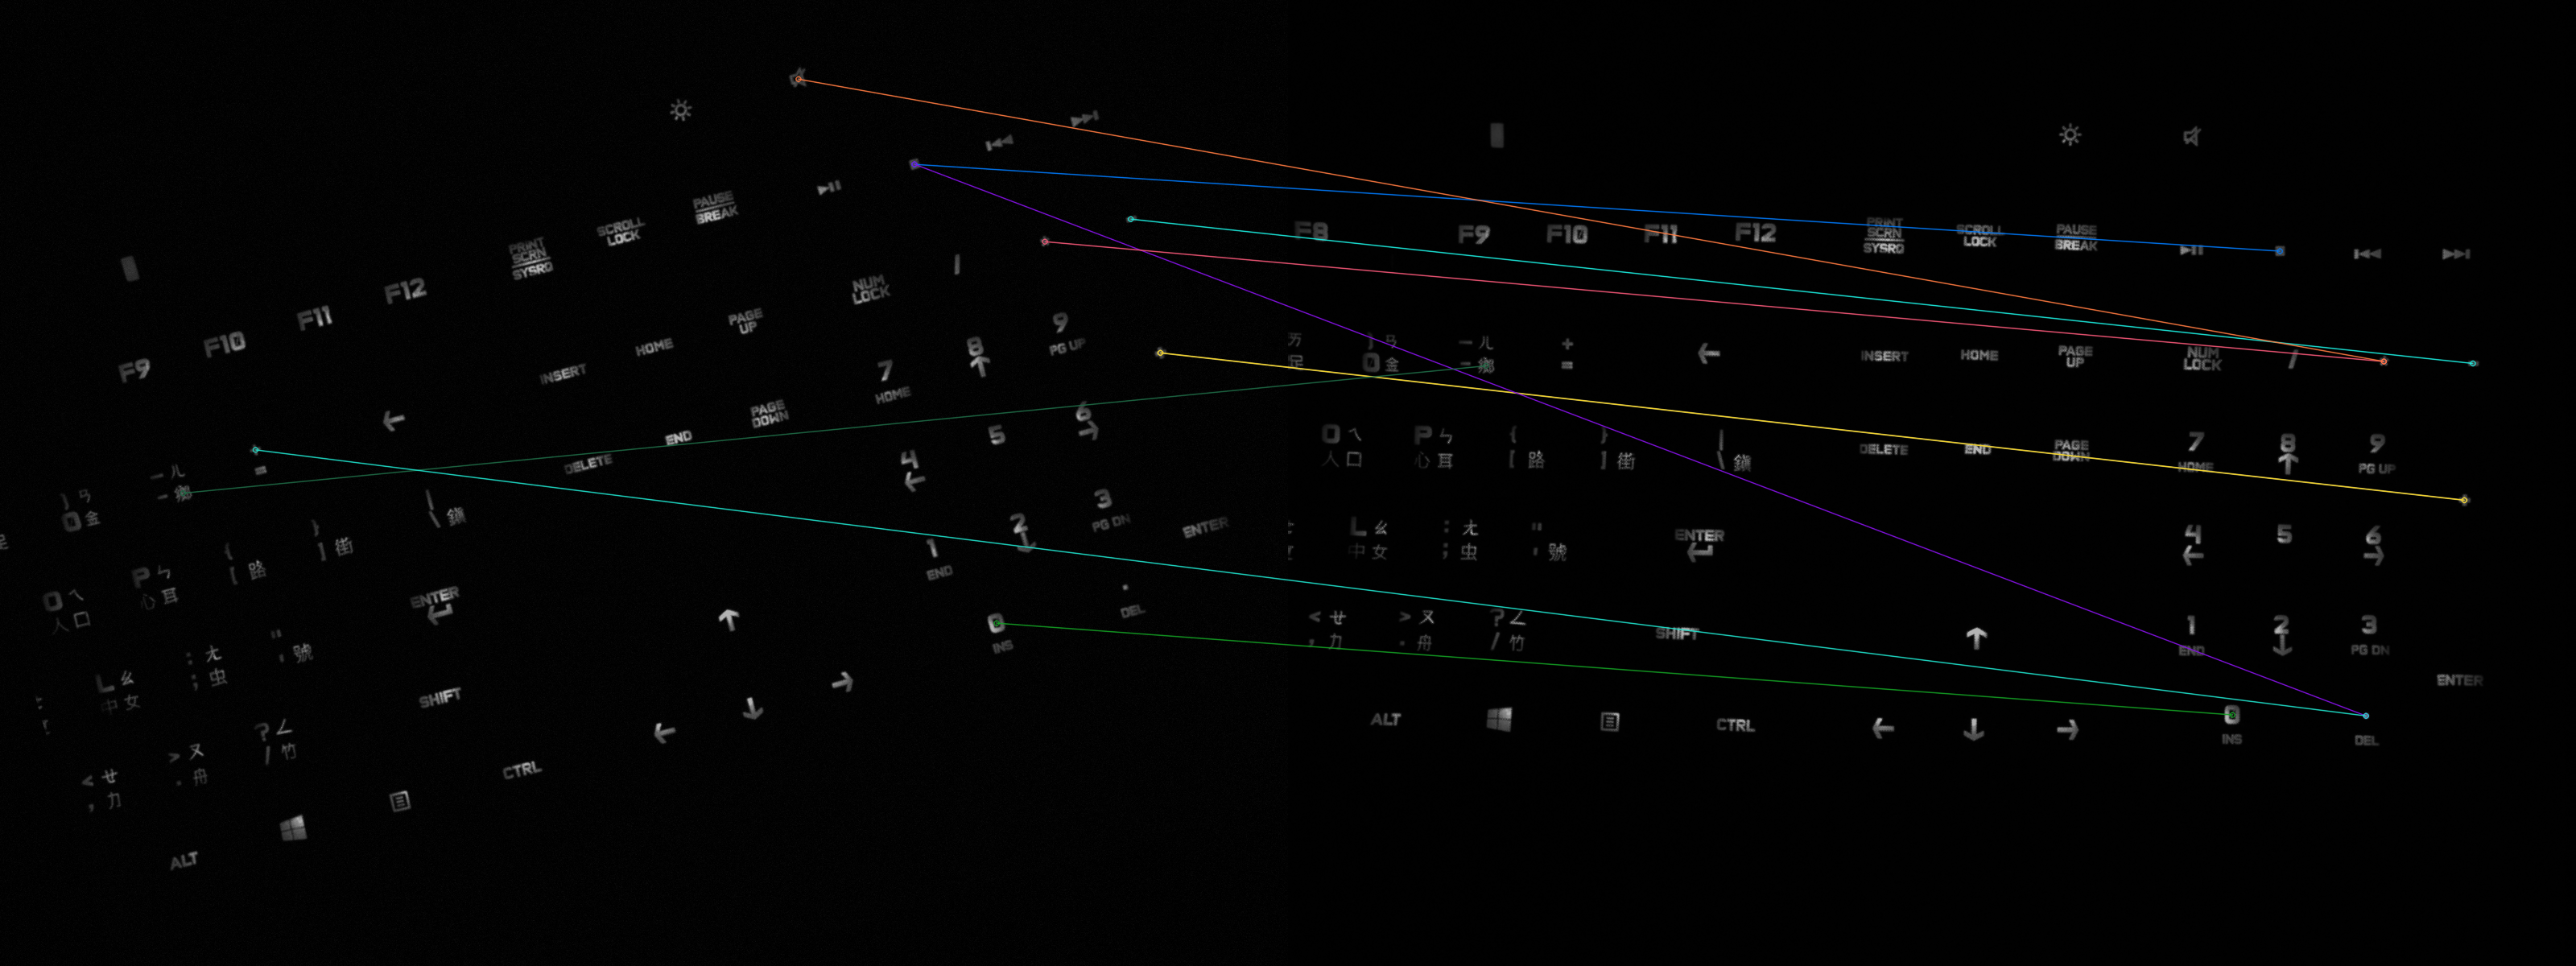 PAUSE
BREAK
SCROLL
LOCK
PRINT
SCRN
SYSRQ
F12
F11
F10
F9
NUM
LOCK
/
PAGE
UP
HOME
INSERT
9
PG UP
8
7
HOME
PAGE
DOWN
END
DELETE
=
ㄦ
- 鄉
) ㄢ
0 金
6
5
4
| 
\ 鎮
} 
] 街
{ 
[ 路
P ㄣ
心 耳
O ㄟ
人 口
3
PG DN
2
1
END
ENTER
ENTER
"
' 號
: ㄤ
; 虫
L ㄠ
中 女
.
DEL
0
INS
SHIFT
? ㄥ
/ 竹
> ㄡ
. 舟
< ㄝ
, 力
CTRL
ALT
F8 F9 F10 F11 F12
PRINT
SCRN
SYSRQ
SCROLL
LOCK
PAUSE
BREAK
ㄞ
) ㄢ
0 金
ㄦ
- 鄉
+
=
INSERT HOME
PAGE
UP
NUM
LOCK
/
O ㄟ
人 口
P ㄣ
心 耳
{
[ 路
}
] 街
|
\ 鎮
DELETE END
PAGE
DOWN
7
HOME
8
9
PG UP
L ㄠ
中 女
: ㄤ
; 虫
"
' 號
ENTER
4 5 6
< ㄝ
, 力
> ㄡ
. 舟
? ㄥ
/ 竹
SHIFT
1
END
2
3
PG DN
ENTER
ALT
CTRL
0
INS
DEL